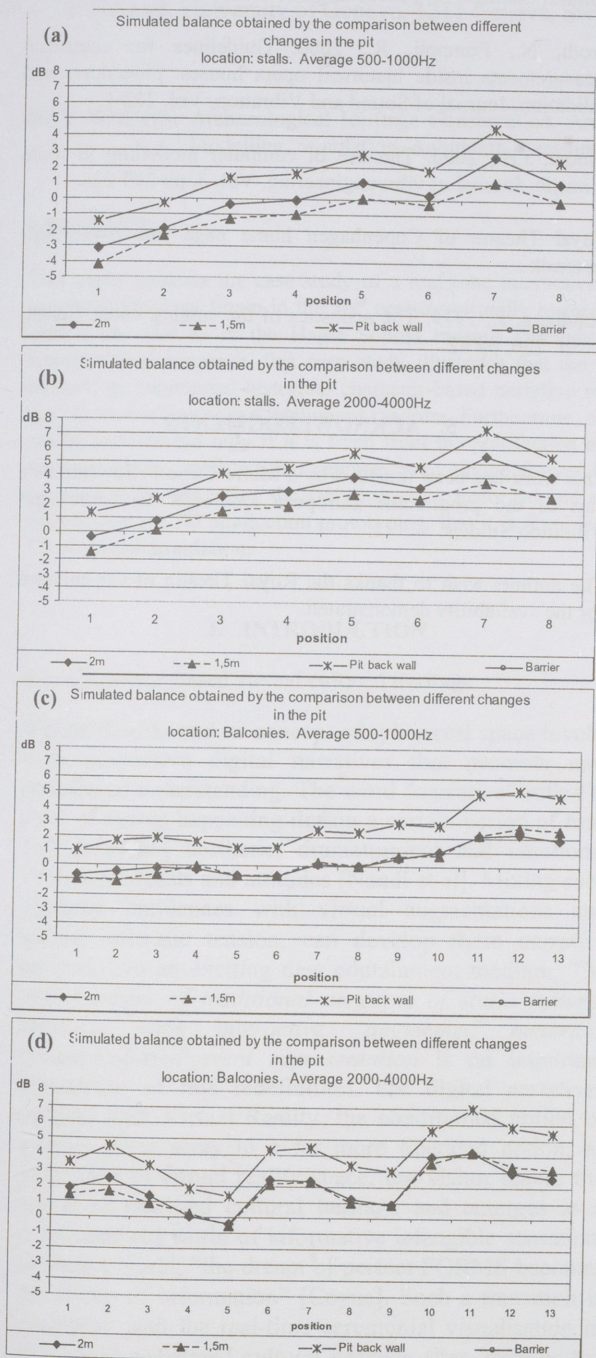 (a) Simulated balance obtained by the comparison between different
changes in the pit
location: stalls. Average 500-1000Hz
dB
8
7
6
5
4
3
2
1
0
-1
-2
-3
-4
-5
1 2 3 4 5 6 7 8
position
2m 1,5m Pit back wall Barrier
(b) Simulated balance obtained by the comparison between different changes
in the pit
location: stalls. Average 2000-4000Hz
dB
8
7
6
5
4
3
2
1
0
-1
-2
-3
-4
-5
1 2 3 4 5 6 7 8
position
2m 1,5m Pit back wall Barrier
(c) Simulated balance obtained by the comparison between different changes
in the pit
location: Balconies. Average 500-1000Hz
dB
8
7
6
5
4
3
2
1
0
-1
-2
-3
-4
-5
1 2 3 4 5 6 7 8 9 10 11 12 13
position
2m 1,5m Pit back wall Barrier
(d) Simulated balance obtained by the comparison between different changes
in the pit
location: Balconies. Average 2000-4000Hz
dB
8
7
6
5
4
3
2
1
0
-1
-2
-3
-4
-5
1 2 3 4 5 6 7 8 9 10 11 12 13
position
2m 1,5m Pit back wall Barrier